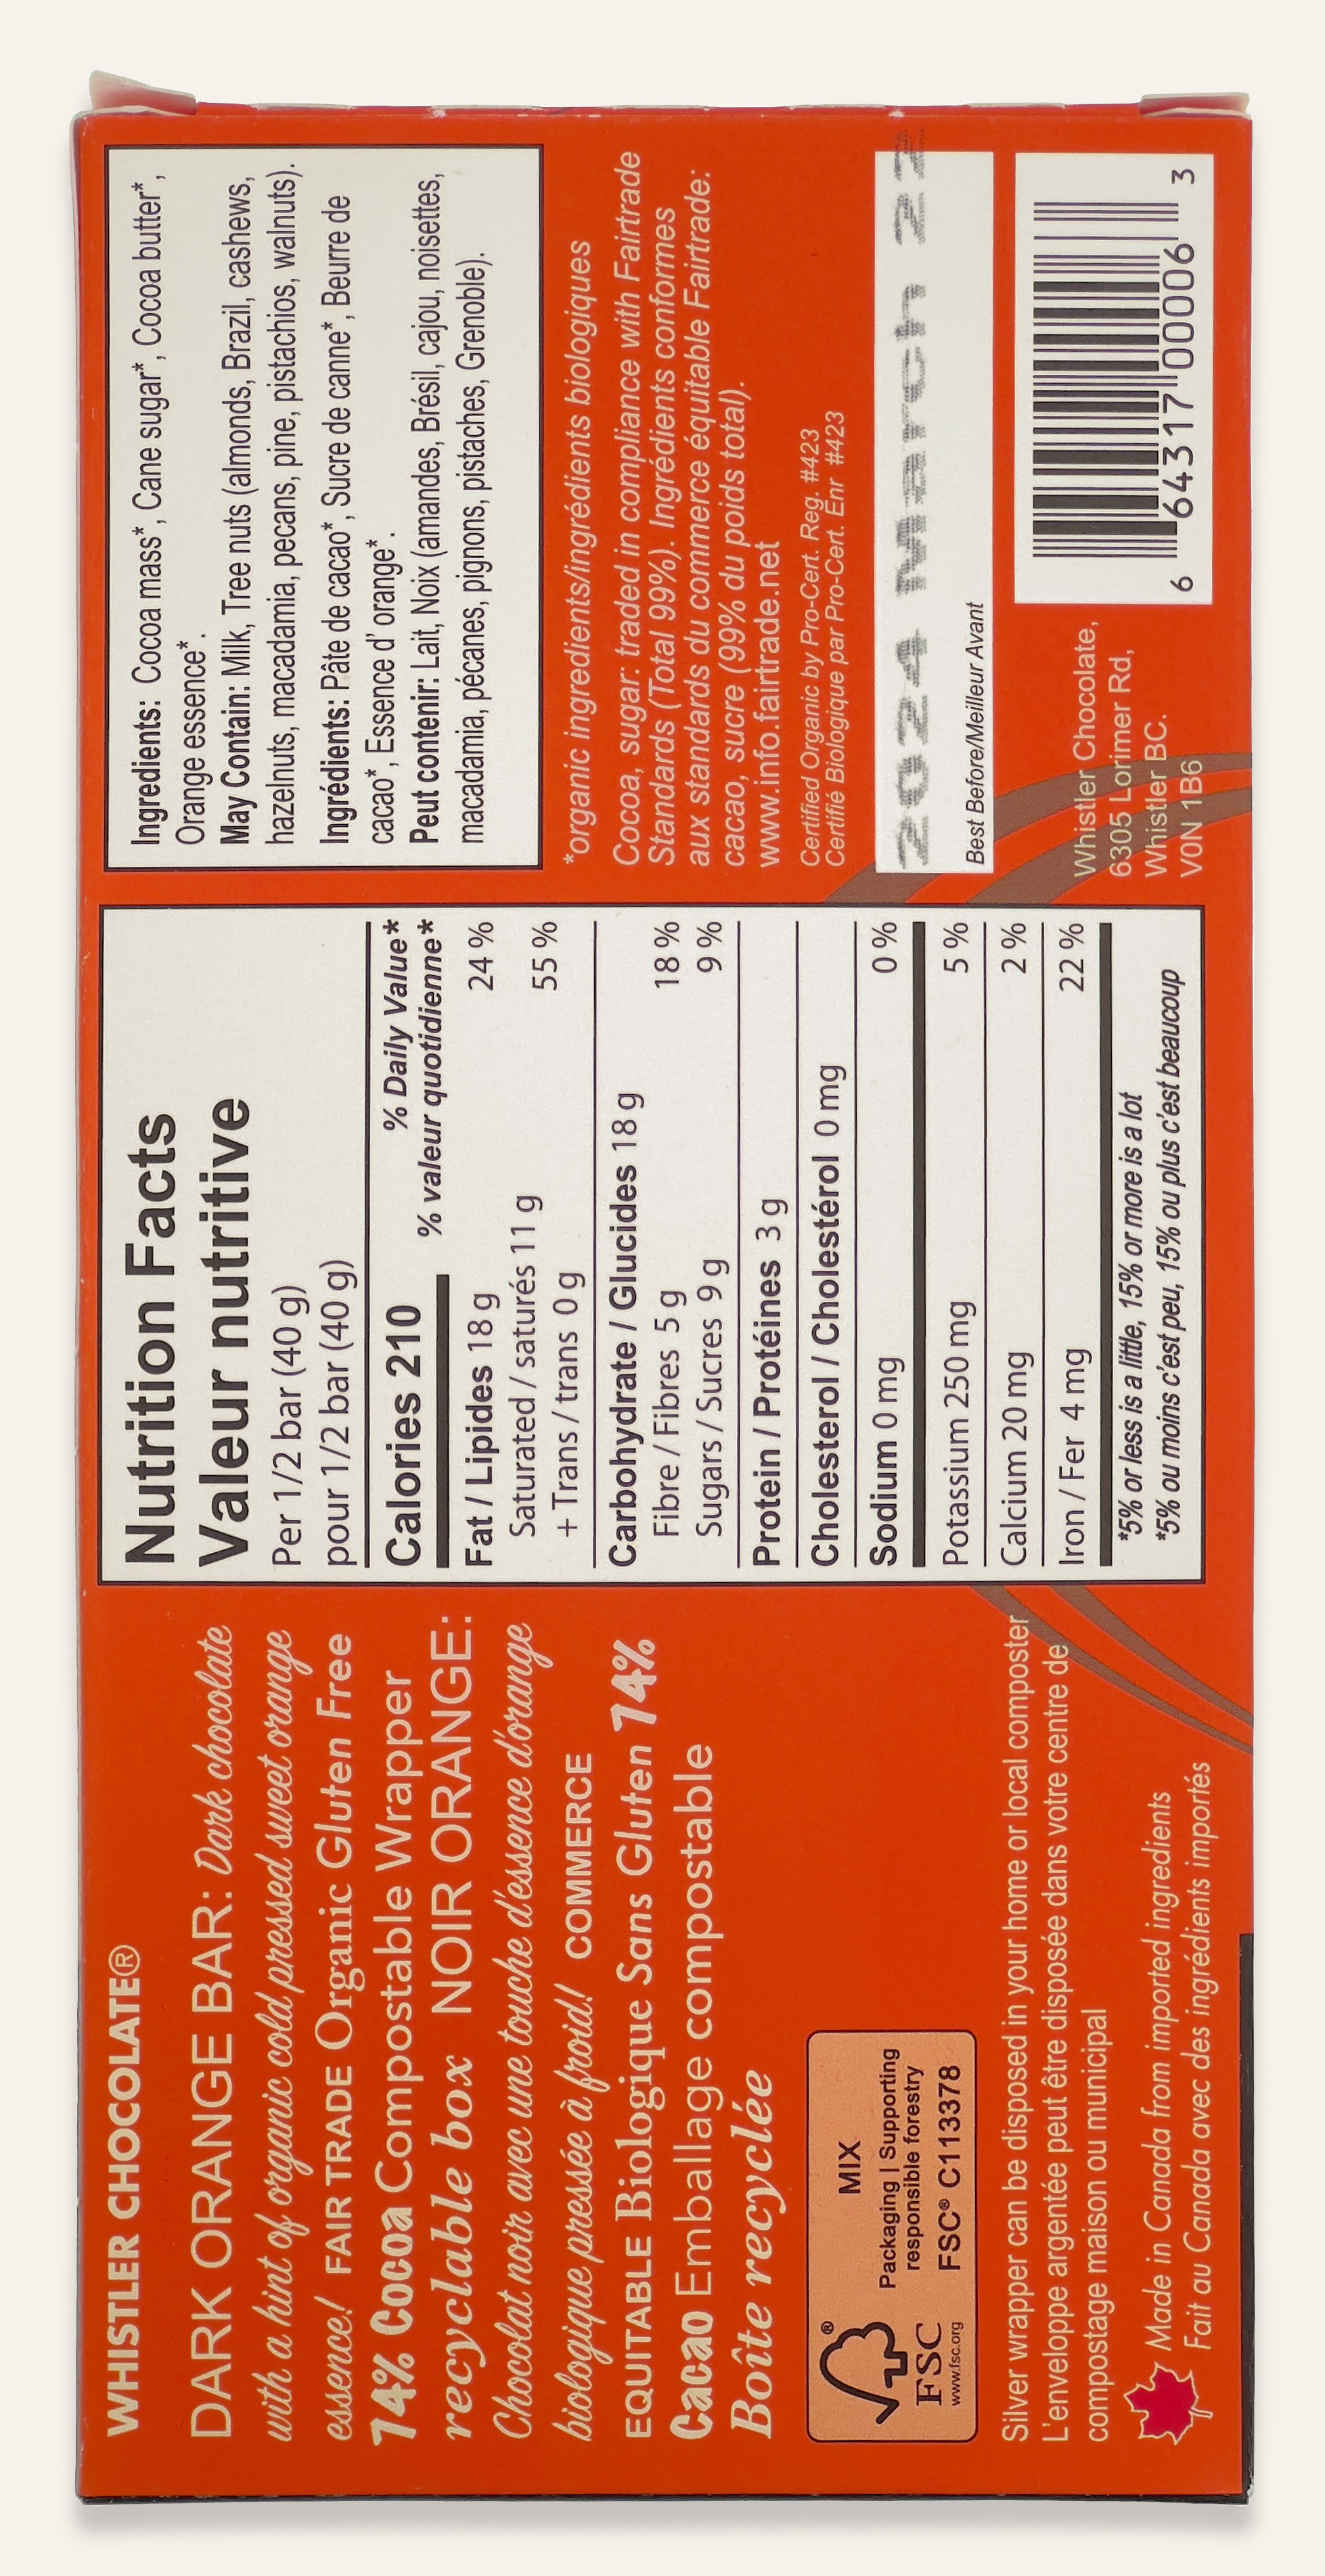 WHISTLER CHOCOLATE®
DARK ORANGE BAR: Dark chocolate
with a hint of organic cold pressed sweet orange
essence! FAIR TRADE Organic Gluten Free
74% Cocoa Compostable Wrapper
recyclable box NOIR ORANGE:
Chocolat noir avec une touche d'essence d'orange
biologique pressée à froid! COMMERCE
EQUITABLE Biologique Sans Gluten 74%
Cacao Emballage compostable
Boîte recyclée
FSC
www.fsc.org
MIX
Packaging | Supporting
responsible forestry
FSC® C113378
Silver wrapper can be disposed in your home or local composter
L'enveloppe argentée peut être disposée dans votre centre de
compostage maison ou municipal
Made in Canada from imported ingredients
Fait au Canada avec des ingrédients importés
Nutrition Facts
Valeur nutritive
Per 1/2 bar (40 g)
pour 1/2 bar (40 g)
Calories 210 % Daily Value*
% valeur quotidienne*
Fat / Lipides 18 g 24 %
Saturated / saturés 11 g 55 %
+ Trans / trans 0 g
Carbohydrate / Glucides 18 g
Fibre / Fibres 5 g 18 %
Sugars / Sucres 9 g 9 %
Protein / Protéines 3 g
Cholesterol / Cholestérol 0 mg
Sodium 0 mg 0 %
Potassium 250 mg 5 %
Calcium 20 mg 2 %
Iron / Fer 4 mg 22 %
*5% or less is a little, 15% or more is a lot
*5% ou moins c'est peu, 15% ou plus c'est beaucoup
Ingredients: Cocoa mass*, Cane sugar*, Cocoa butter*,
Orange essence*.
May Contain: Milk, Tree nuts (almonds, Brazil, cashews,
hazelnuts, macadamia, pecans, pine, pistachios, walnuts).
Ingrédients: Pâte de cacao*, Sucre de canne*, Beurre de
cacao*, Essence d' orange*.
Peut contenir: Lait, Noix (amandes, Brésil, cajou, noisettes,
macadamia, pécanes, pignons, pistaches, Grenoble).
*organic ingredients/ingrédients biologiques
Cocoa, sugar: traded in compliance with Fairtrade
Standards (Total 99%). Ingrédients conformes
aux standards du commerce équitable Fairtrade:
cacao, sucre (99% du poids total).
www.info.fairtrade.net
Certified Organic by Pro-Cert. Reg. #423
Certifié Biologique par Pro-Cert. Enr #423
2024 March
Best Before/Meilleur Avant
Whistler Chocolate,
6305 Lorimer Rd,
Whistler BC.
V0N 1B6
6 64317 00006 3